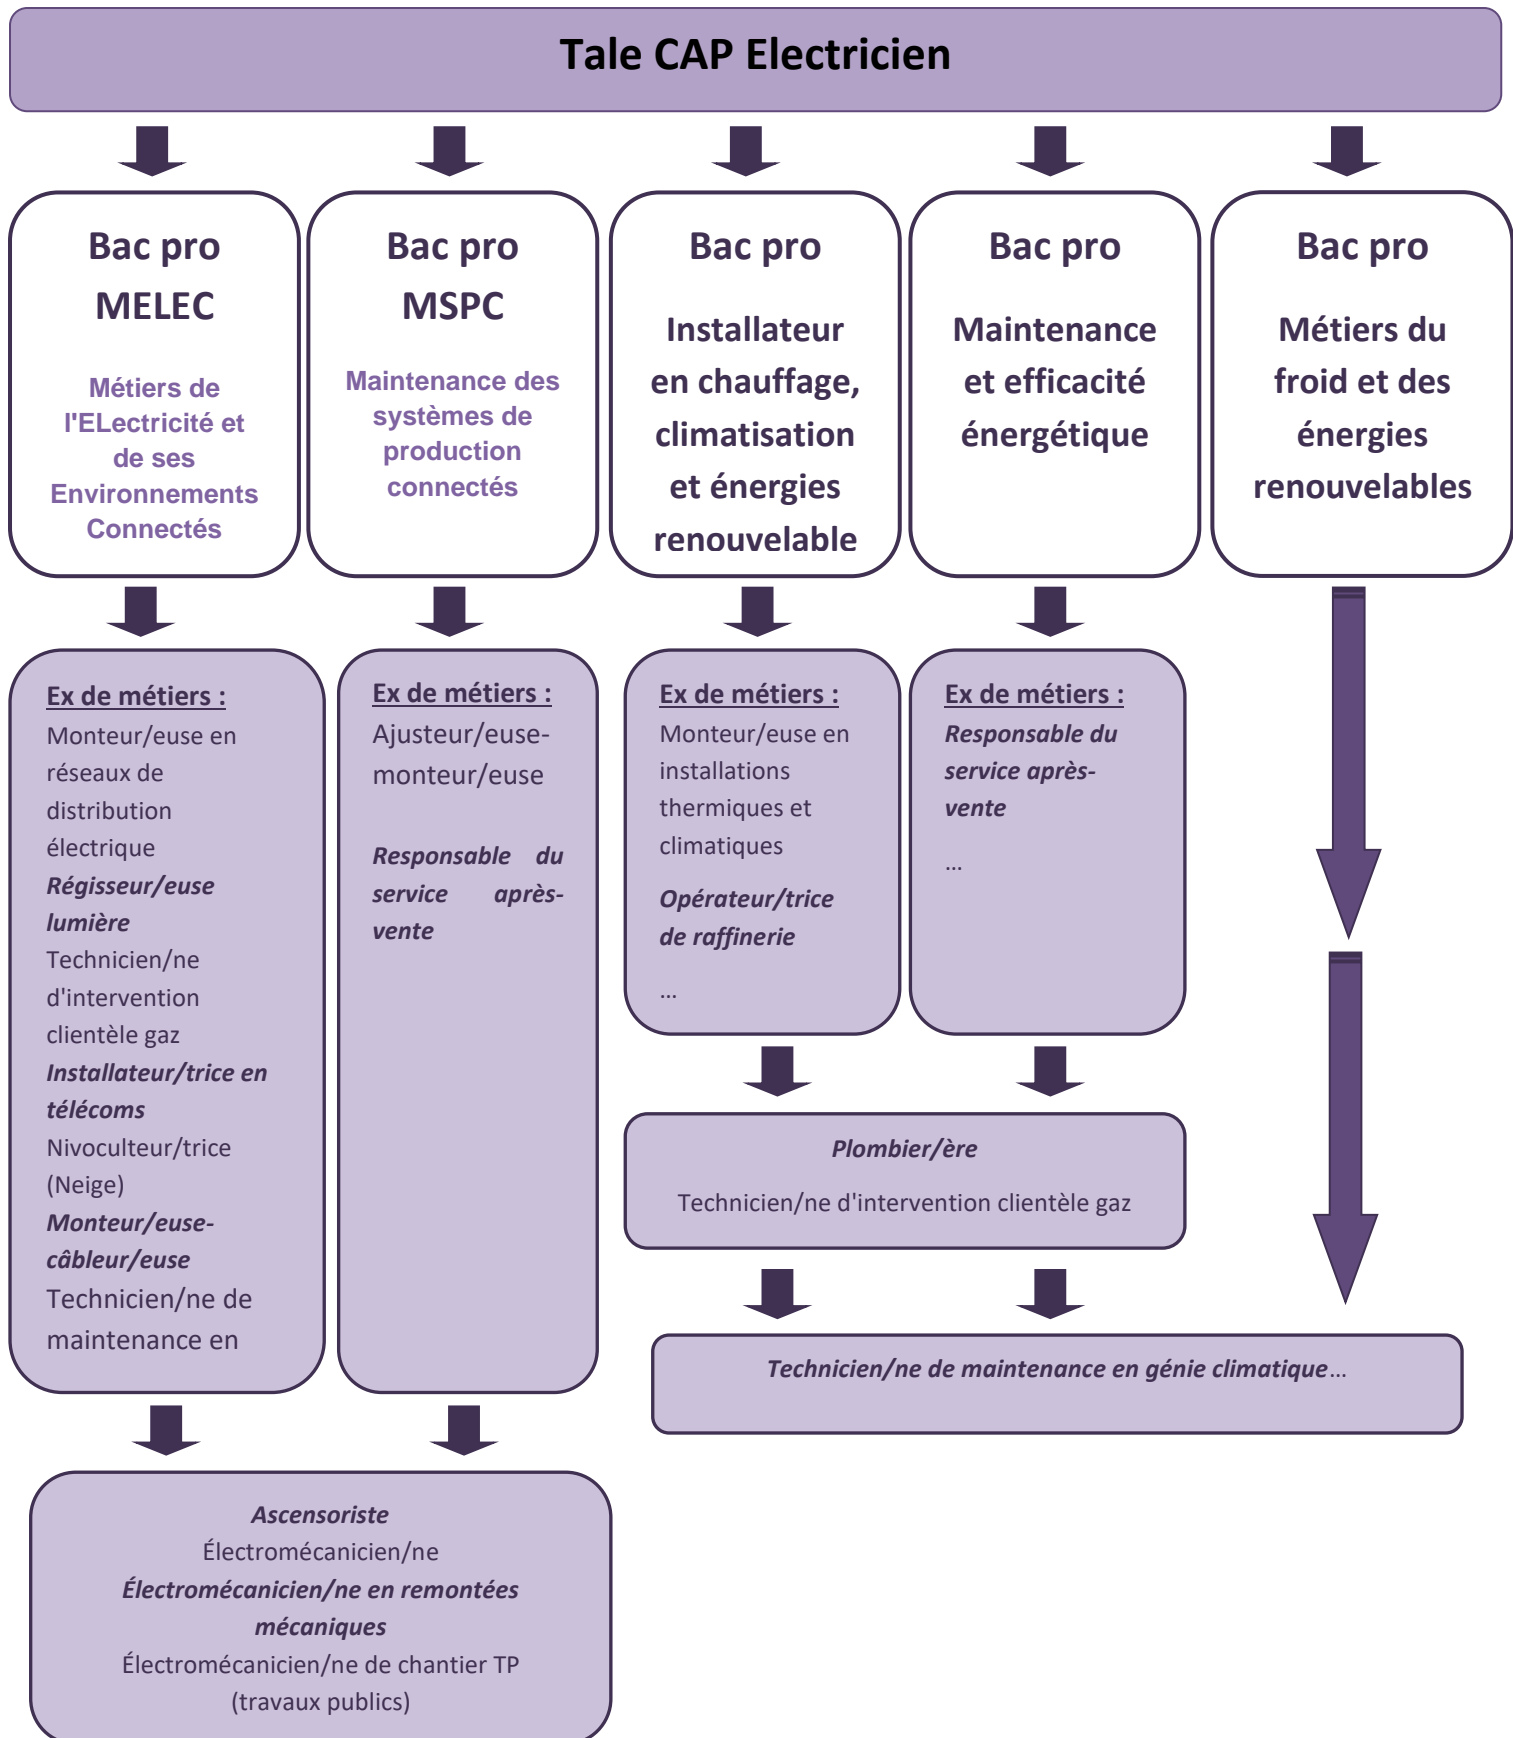 Tale CAP Electricien
Bac pro
MELEC
Métiers de
l'ELectricité et
de ses
Environnements
Connectés
Bac pro
MSPC
Maintenance des
systèmes de
production
connectés
Bac pro
Installateur
en chauffage,
climatisation
et énergies
renouvelable
Bac pro
Maintenance
et efficacité
énergétique
Bac pro
Métiers du
froid et des
énergies
renouvelables
Ex de métiers :
Monteur/euse en
réseaux de
distribution
électrique
Régisseur/euse
lumière
Technicien/ne
d'intervention
clientèle gaz
Installateur/trice en
télécoms
Nivoculteur/trice
(Neige)
Monteur/euse-
câbleur/euse
Technicien/ne de
maintenance en
Ex de métiers :
Ajusteur/euse-
monteur/euse
Responsable du
service après-
vente
Ex de métiers :
Monteur/euse en
installations
thermiques et
climatiques
Opérateur/trice
de raffinerie
...
Ex de métiers :
Responsable du
service après-
vente
...
Plombier/ère
Technicien/ne d'intervention clientèle gaz
Technicien/ne de maintenance en génie climatique...
Ascensoriste
Électromécanicien/ne
Électromécanicien/ne en remontées
mécaniques
Électromécanicien/ne de chantier TP
(travaux publics)